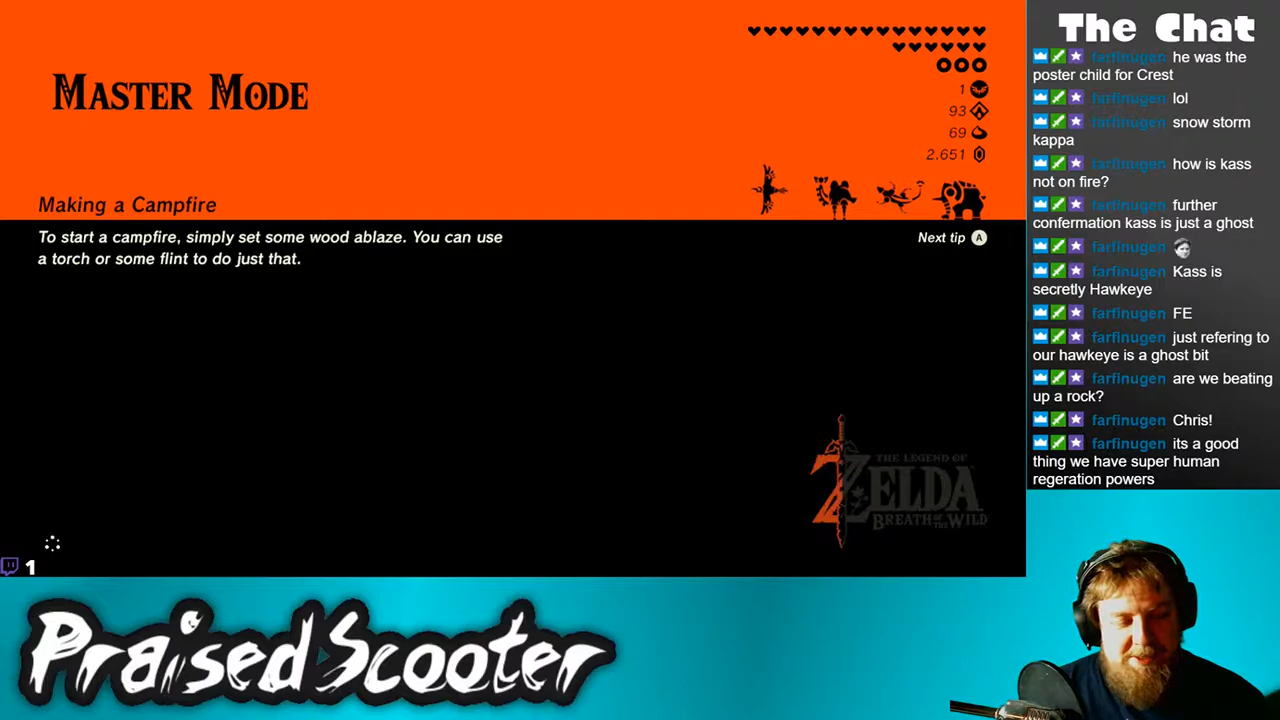 MASTER MODE
1
93
69
2.651
Making a Campfire
To start a campfire, simply set some wood ablaze. You can use
a torch or some flint to do just that.
Next tip A
THE LEGEND OF
ZELDA
BREATH OF THE WILD
1
PraisedScooter
The Chat
farfinugen he was the
poster child for Crest
farfinugen lol
farfinugen snow storm
kappa
farfinugen how is kass
not on fire?
farfinugen further
confermation kass is just a ghost
farfinugen
farfinugen Kass is
secretly Hawkeye
farfinugen FE
farfinugen just refering to
our hawkeye is a ghost bit
farfinugen are we beating
up a rock?
farfinugen Chris!
farfinugen its a good
thing we have super human
regeration powers